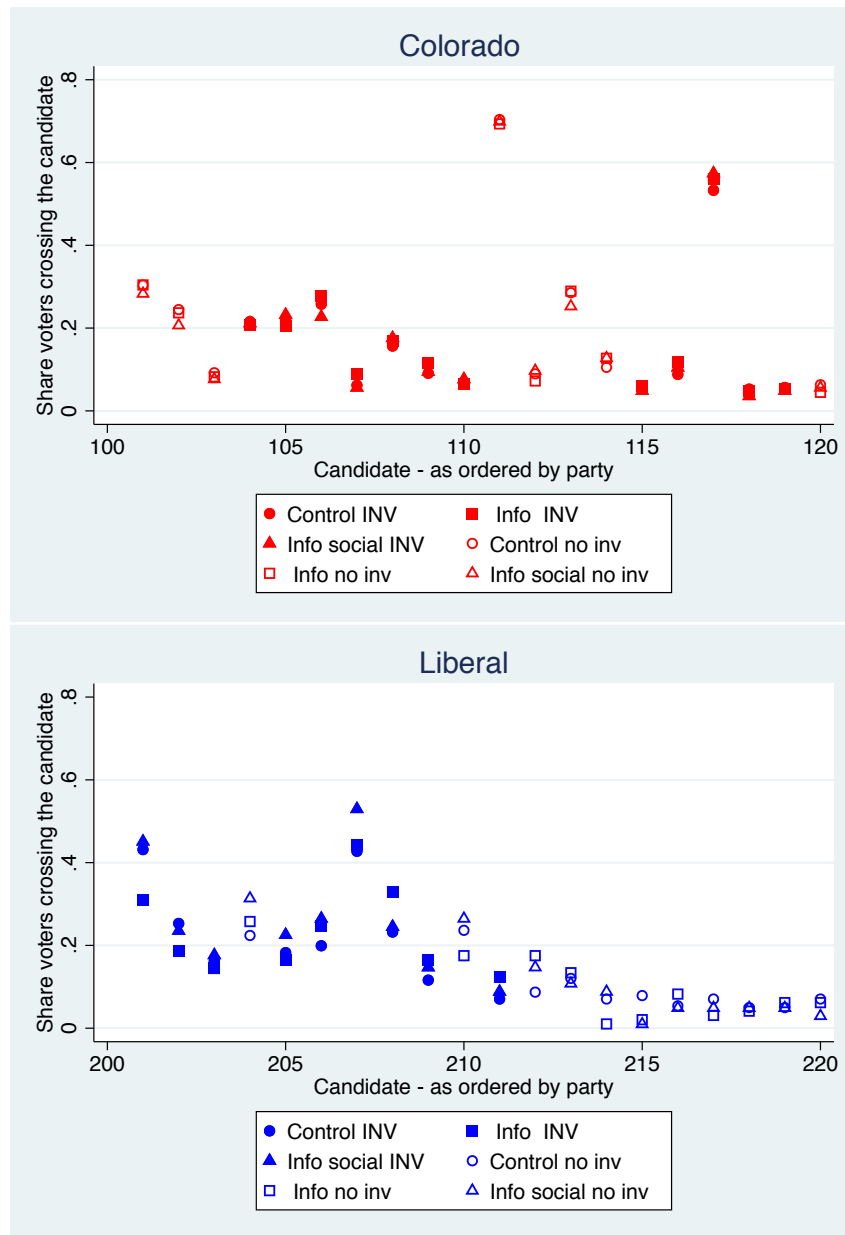 Colorado
Share voters crossing the candidate
.8
.6
.4
.2
0
100 105 110 115 120
Candidate - as ordered by party
Control INV Info INV
Info social INV Control no inv
Info no inv Info social no inv
Liberal
Share voters crossing the candidate
.8
.6
.4
.2
0
200 205 210 215 220
Candidate - as ordered by party
Control INV Info INV
Info social INV Control no inv
Info no inv Info social no inv